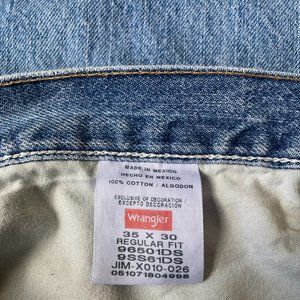 MADE IN MEXICO
HECHO EN MEXICO
100% COTTON / ALGODON
EXCLUSIVE OF DECORATION /
EXCEPTO DECORACION
Wrangler
35 X 30
REGULAR FIT
96501DS
9SS61DS
JIM-X010-026
051071804998